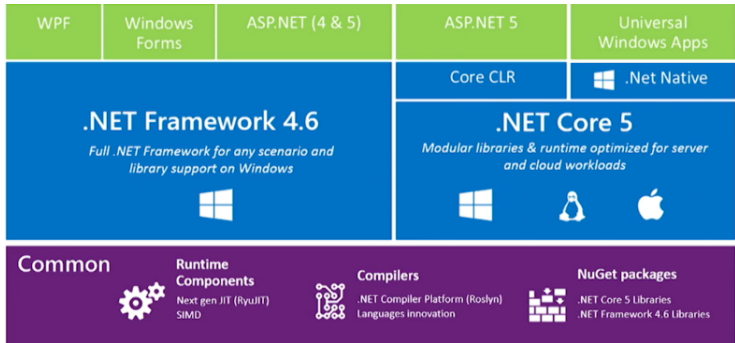 WPF
Windows
Forms
ASP.NET (4 & 5)
ASP.NET 5
Universal
Windows Apps
Core CLR
.Net Native
.NET Framework 4.6
Full .NET Framework for any scenario and
library support on Windows
.NET Core 5
Modular libraries & runtime optimized for server
and cloud workloads
Common
Runtime
Components
Next gen JIT (RyuJIT)
SIMD
Compilers
.NET Compiler Platform (Roslyn)
Languages innovation
NuGet packages
.NET Core 5 Libraries
.NET Framework 4.6 Libraries